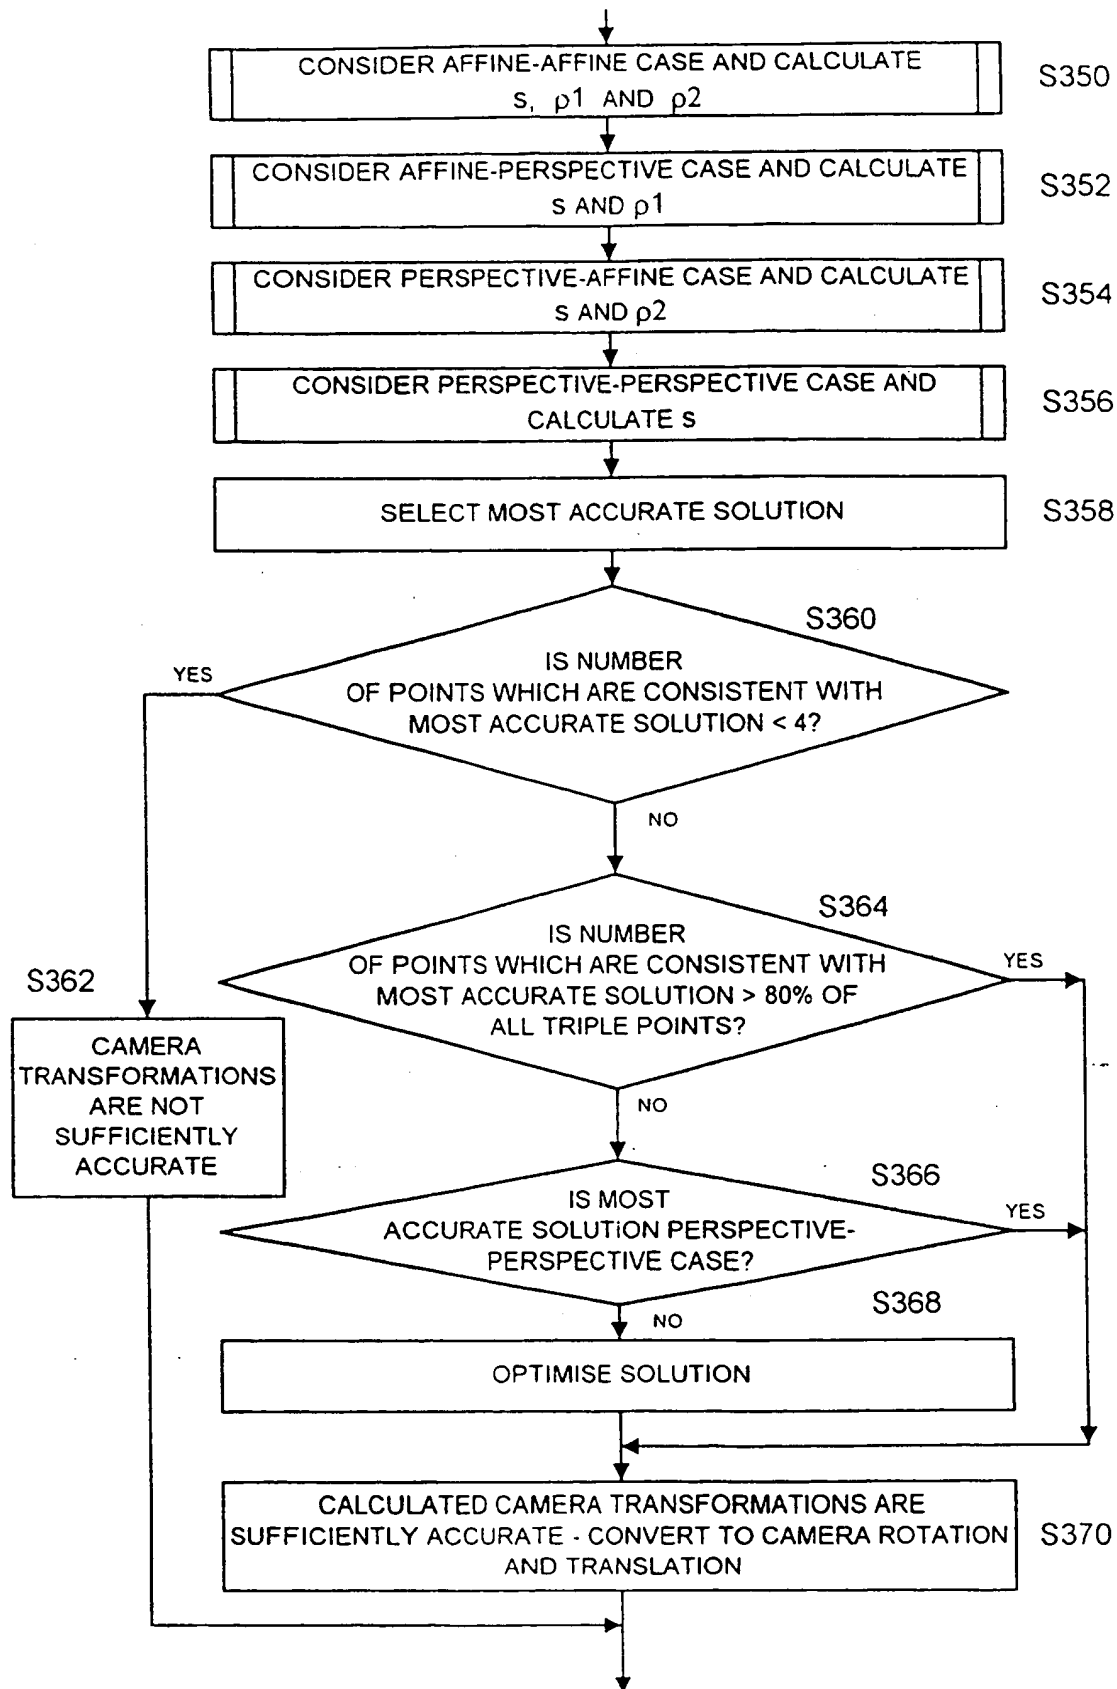 CONSIDER AFFINE-AFFINE CASE AND CALCULATE
s, ρ1 AND ρ2
S350
CONSIDER AFFINE-PERSPECTIVE CASE AND CALCULATE
s AND ρ1
S352
CONSIDER PERSPECTIVE-AFFINE CASE AND CALCULATE
s AND ρ2
S354
CONSIDER PERSPECTIVE-PERSPECTIVE CASE AND
CALCULATE s
S356
SELECT MOST ACCURATE SOLUTION
S358
S360
YES
IS NUMBER
OF POINTS WHICH ARE CONSISTENT WITH
MOST ACCURATE SOLUTION < 4?
NO
S364
IS NUMBER
OF POINTS WHICH ARE CONSISTENT WITH
MOST ACCURATE SOLUTION > 80% OF
ALL TRIPLE POINTS?
YES
S362
CAMERA
TRANSFORMATIONS
ARE NOT
SUFFICIENTLY
ACCURATE
NO
S366
IS MOST
ACCURATE SOLUTION PERSPECTIVE-
PERSPECTIVE CASE?
YES
S368
NO
OPTIMISE SOLUTION
CALCULATED CAMERA TRANSFORMATIONS ARE
SUFFICIENTLY ACCURATE - CONVERT TO CAMERA ROTATION
AND TRANSLATION
S370